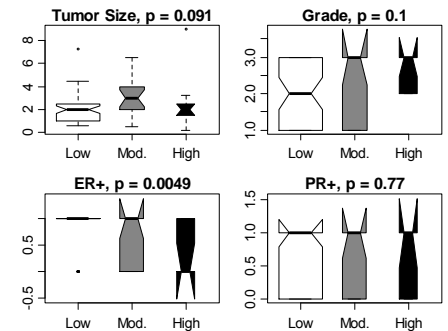 Tumor Size, p = 0.091
8
6
4
2
0
Low Mod. High
Grade, p = 0.1
3.0
2.0
1.0
Low Mod. High
ER+, p = 0.0049
0.5
-0.5
Low Mod. High
PR+, p = 0.77
1.5
1.0
0.5
0.0
Low Mod. High